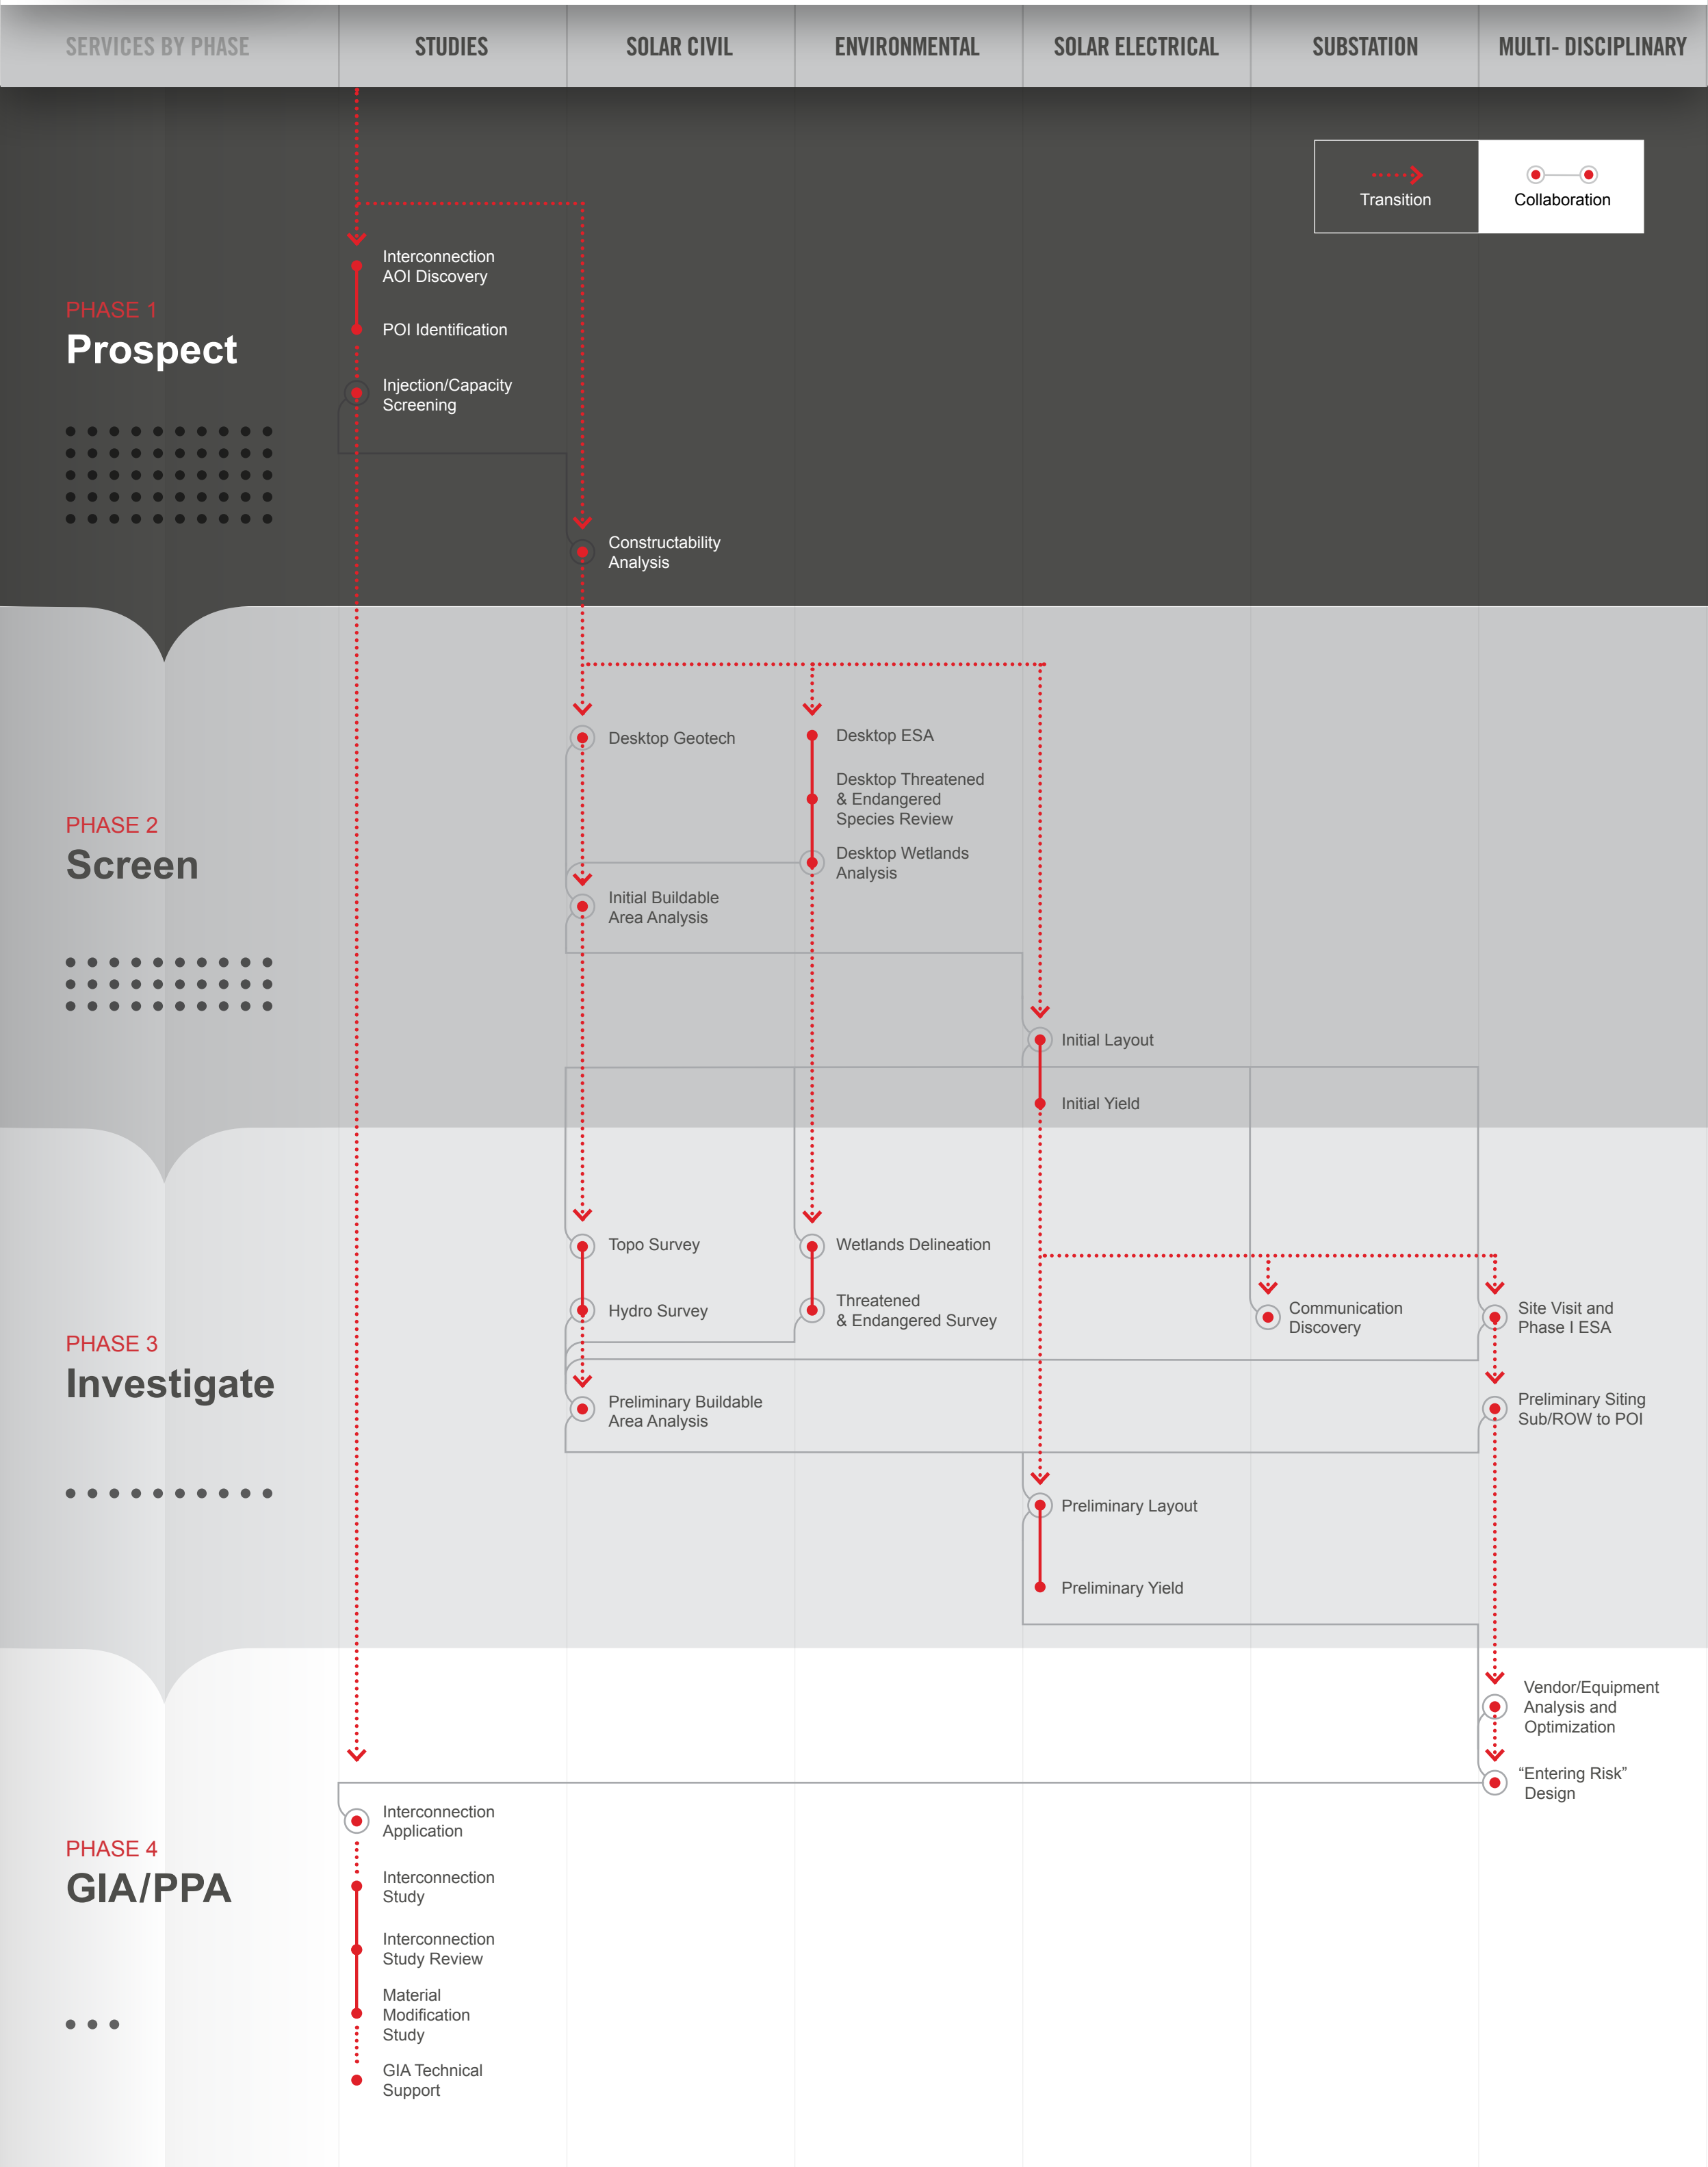 SERVICES BY PHASE
STUDIES
SOLAR CIVIL
ENVIRONMENTAL
SOLAR ELECTRICAL
SUBSTATION
MULTI- DISCIPLINARY
Transition
Collaboration
PHASE 1
Prospect
Interconnection
AOI Discovery
POI Identification
Injection/Capacity
Screening
Constructability
Analysis
PHASE 2
Screen
Desktop Geotech
Desktop ESA
Desktop Threatened
& Endangered
Species Review
Desktop Wetlands
Analysis
Initial Buildable
Area Analysis
Initial Layout
Initial Yield
PHASE 3
Investigate
Topo Survey
Wetlands Delineation
Hydro Survey
Threatened
& Endangered Survey
Communication
Discovery
Site Visit and
Phase I ESA
Preliminary Buildable
Area Analysis
Preliminary Siting
Sub/ROW to POI
Preliminary Layout
Preliminary Yield
PHASE 4
GIA/PPA
Vendor/Equipment
Analysis and
Optimization
“Entering Risk”
Design
Interconnection
Application
Interconnection
Study
Interconnection
Study Review
Material
Modification
Study
GIA Technical
Support